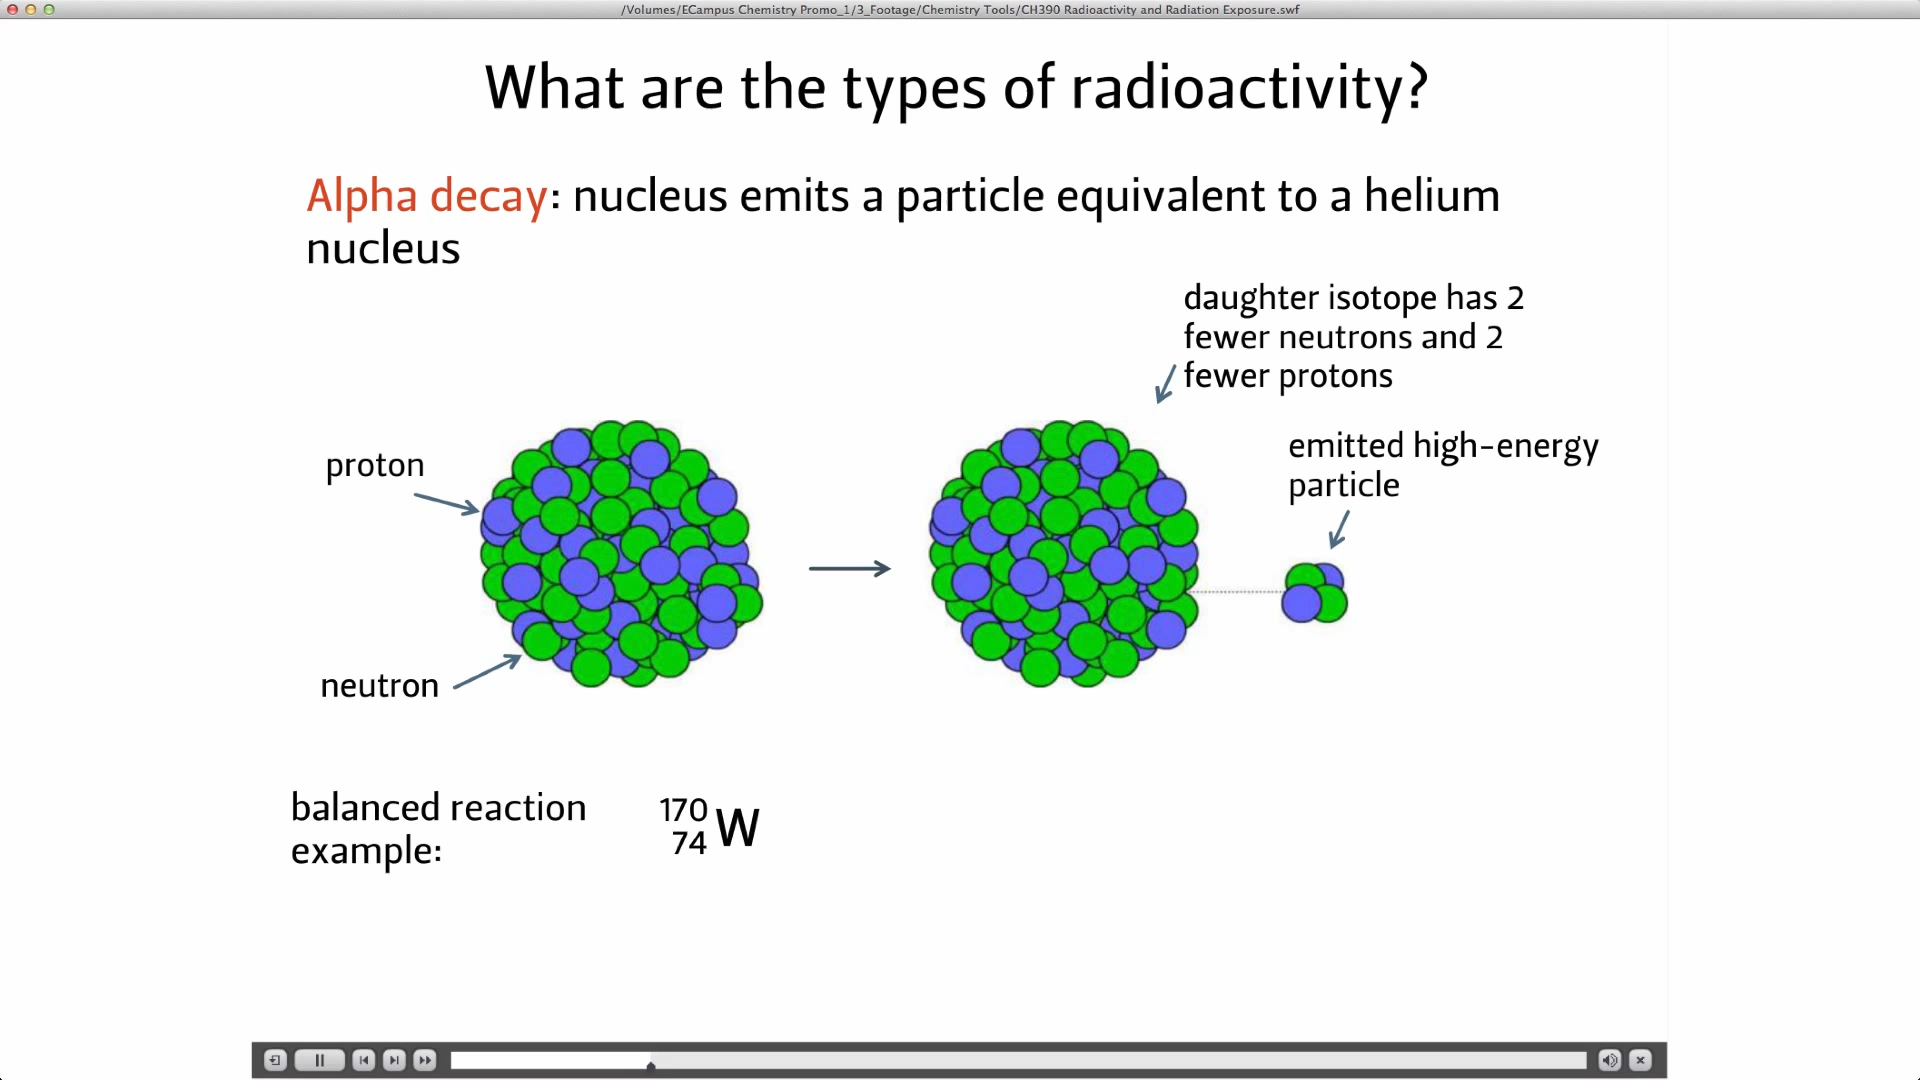 /Volumes/ECampus Chemistry Promo_1/3_Footage/Chemistry Tools/CH390 Radioactivity and Radiation Exposure.swf
What are the types of radioactivity?
Alpha decay: nucleus emits a particle equivalent to a helium
nucleus
daughter isotope has 2
fewer neutrons and 2
fewer protons
emitted high-energy
particle
proton
neutron
balanced reaction
example:
170
74
W